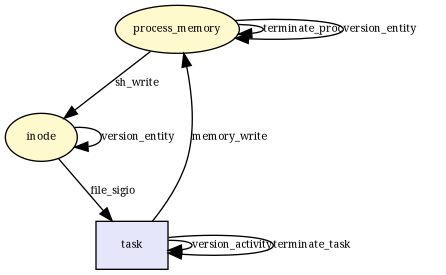 process_memory
terminate_proc
version_entity
sh_write
inode
version_entity
memory_write
file_sigio
task
version_activity
terminate_task